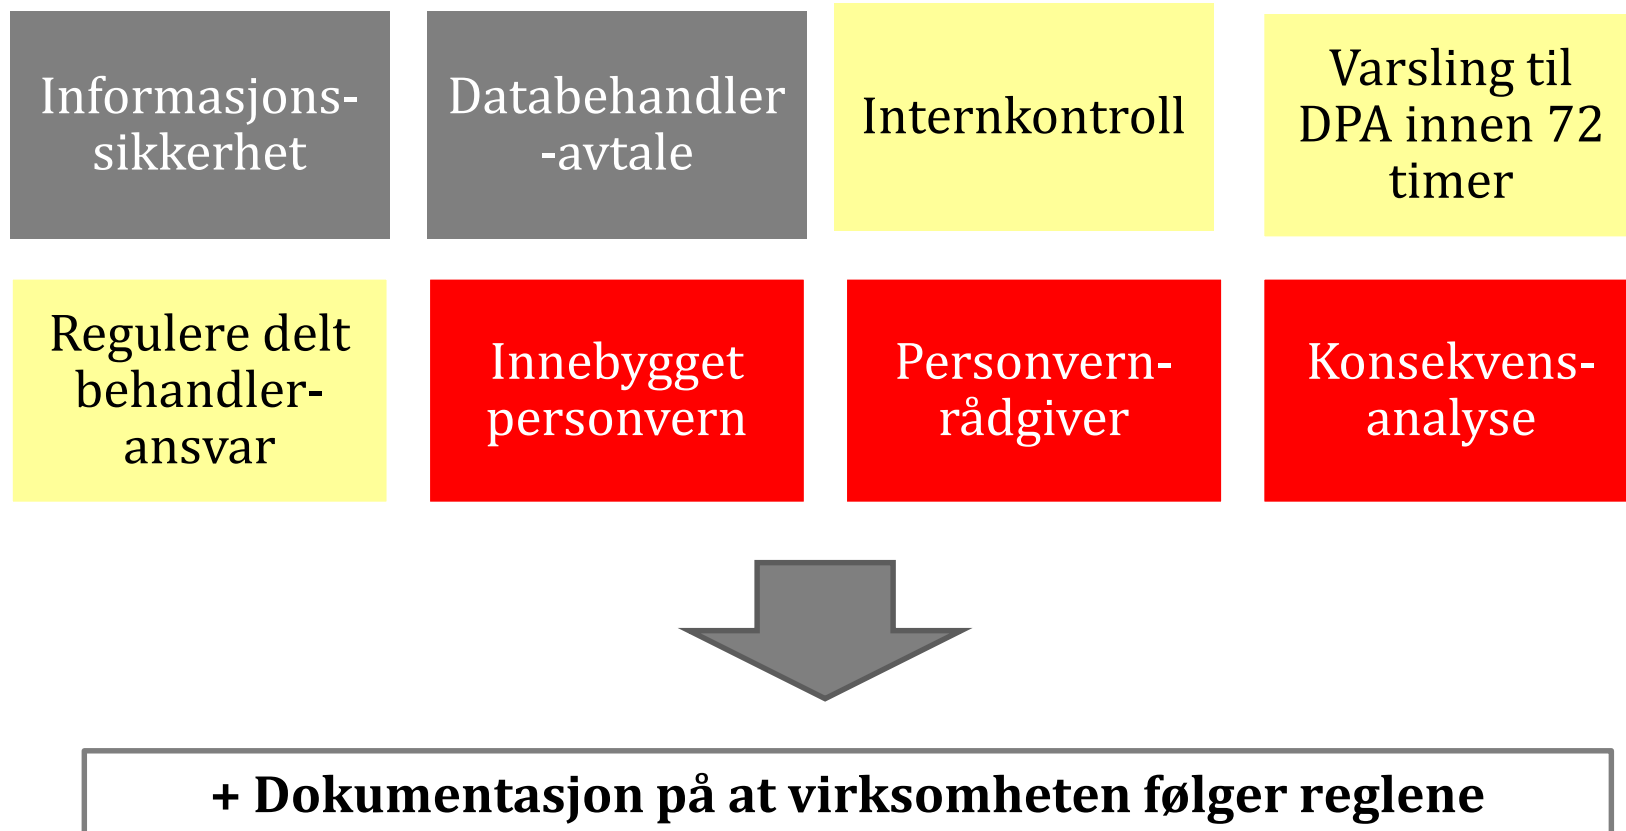 Informasjons-
sikkerhet
Databehandler
-avtale
Internkontroll
Varsling til
DPA innen 72
timer
Regulere delt
behandler-
ansvar
Innebygget
personvern
Personvern-
rådgiver
Konsekvens-
analyse
+ Dokumentasjon på at virksomheten følger reglene